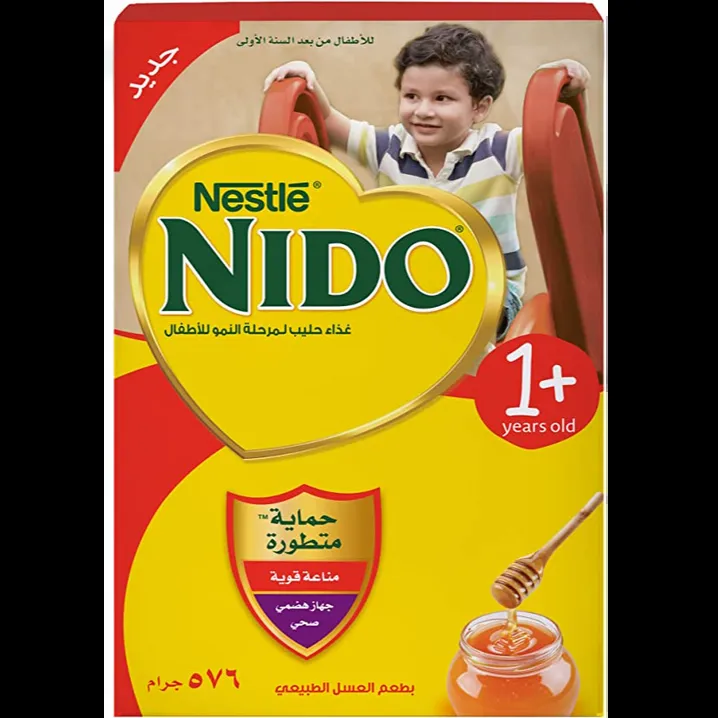 للأطفال من بعد السنة الأولى
جديد
Nestlé®
NIDO®
غذاء حليب لمرحلة النمو للأطفال
1+
years old
حماية™
متطورة
مناعة قوية
جهاز هضمي
صحي
٥٧٦ جرام
بطعم العسل الطبيعي